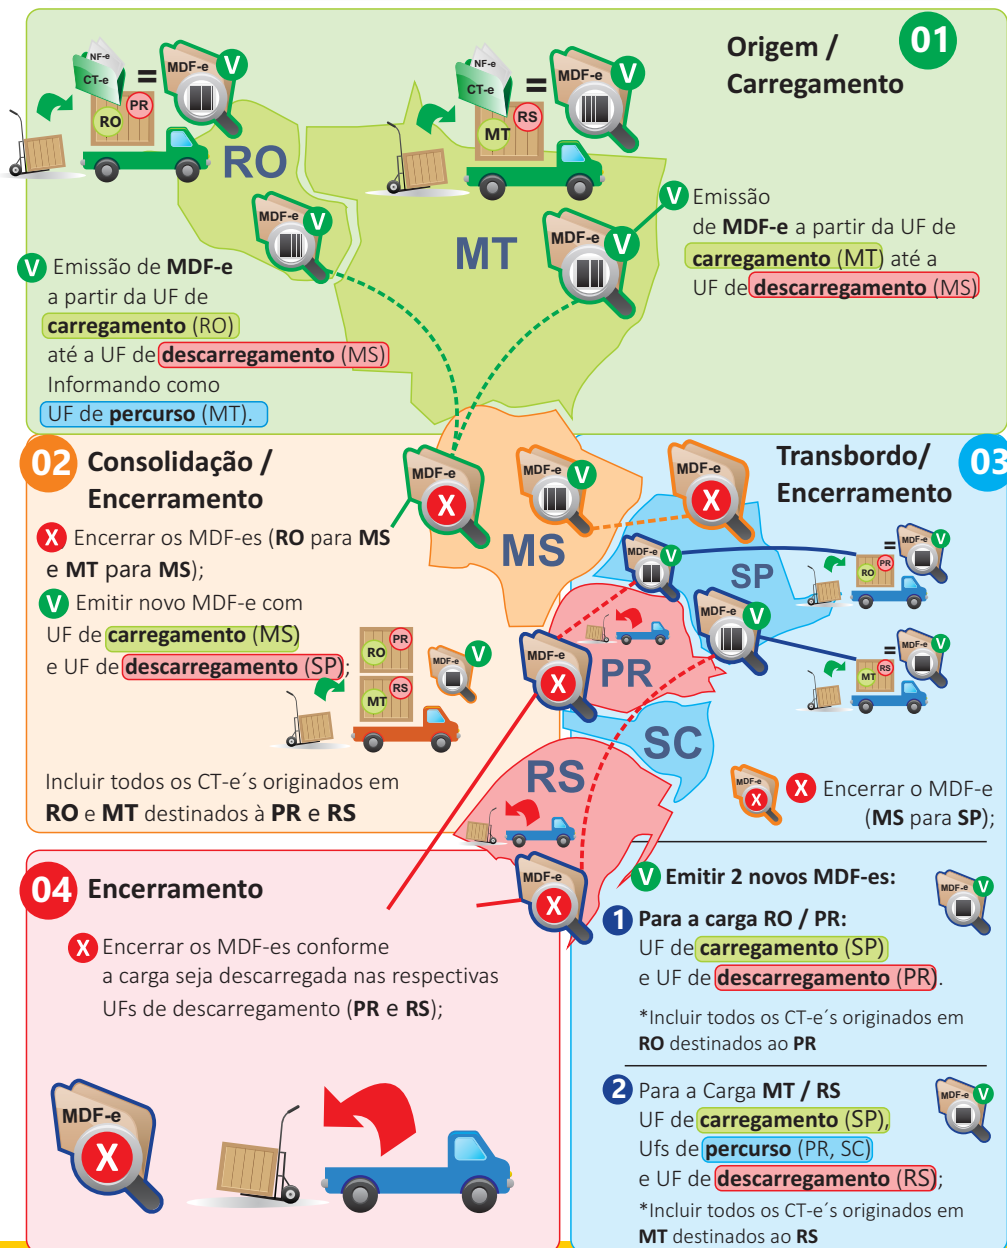 Origem /
Carregamento
01
NF-e
CT-e
=
MDF-e
V
RO
PR
RO
NF-e
CT-e
=
MDF-e
V
MT
RS
MT
MDF-e
V
MDF-e
V
V Emissão de MDF-e
a partir da UF de
carregamento (RO)
até a UF de descarregamento (MS)
Informando como
UF de percurso (MT).
V Emissão
de MDF-e a partir da UF de
carregamento (MT) até a
UF de descarregamento (MS)
02 Consolidação /
Encerramento
X Encerrar os MDF-es (RO para MS
e MT para MS);
V Emitir novo MDF-e com
UF de carregamento (MS)
e UF de descarregamento (SP);
RO
PR
MT
RS
MDF-e
V
Incluir todos os CT-e´s originados em
RO e MT destinados à PR e RS
MDF-e
X
MDF-e
V
MS
MDF-e
X
Transbordo/
Encerramento
03
MDF-e
V
SP
MDF-e
V
RO
PR
=
MDF-e
V
MT
RS
=
MDF-e
V
MDF-e
X
PR
SC
RS
MDF-e
X
MDF-e
X
X Encerrar o MDF-e
(MS para SP);
V Emitir 2 novos MDF-es:
MDF-e
V
1 Para a carga RO / PR:
UF de carregamento (SP)
e UF de descarregamento (PR).
*Incluir todos os CT-e´s originados em
RO destinados ao PR
2 Para a Carga MT / RS
MDF-e
V
UF de carregamento (SP),
Ufs de percurso (PR, SC)
e UF de descarregamento (RS);
*Incluir todos os CT-e´s originados em
MT destinados ao RS
04 Encerramento
X Encerrar os MDF-es conforme
a carga seja descarregada nas respectivas
UFs de descarregamento (PR e RS);
MDF-e
X